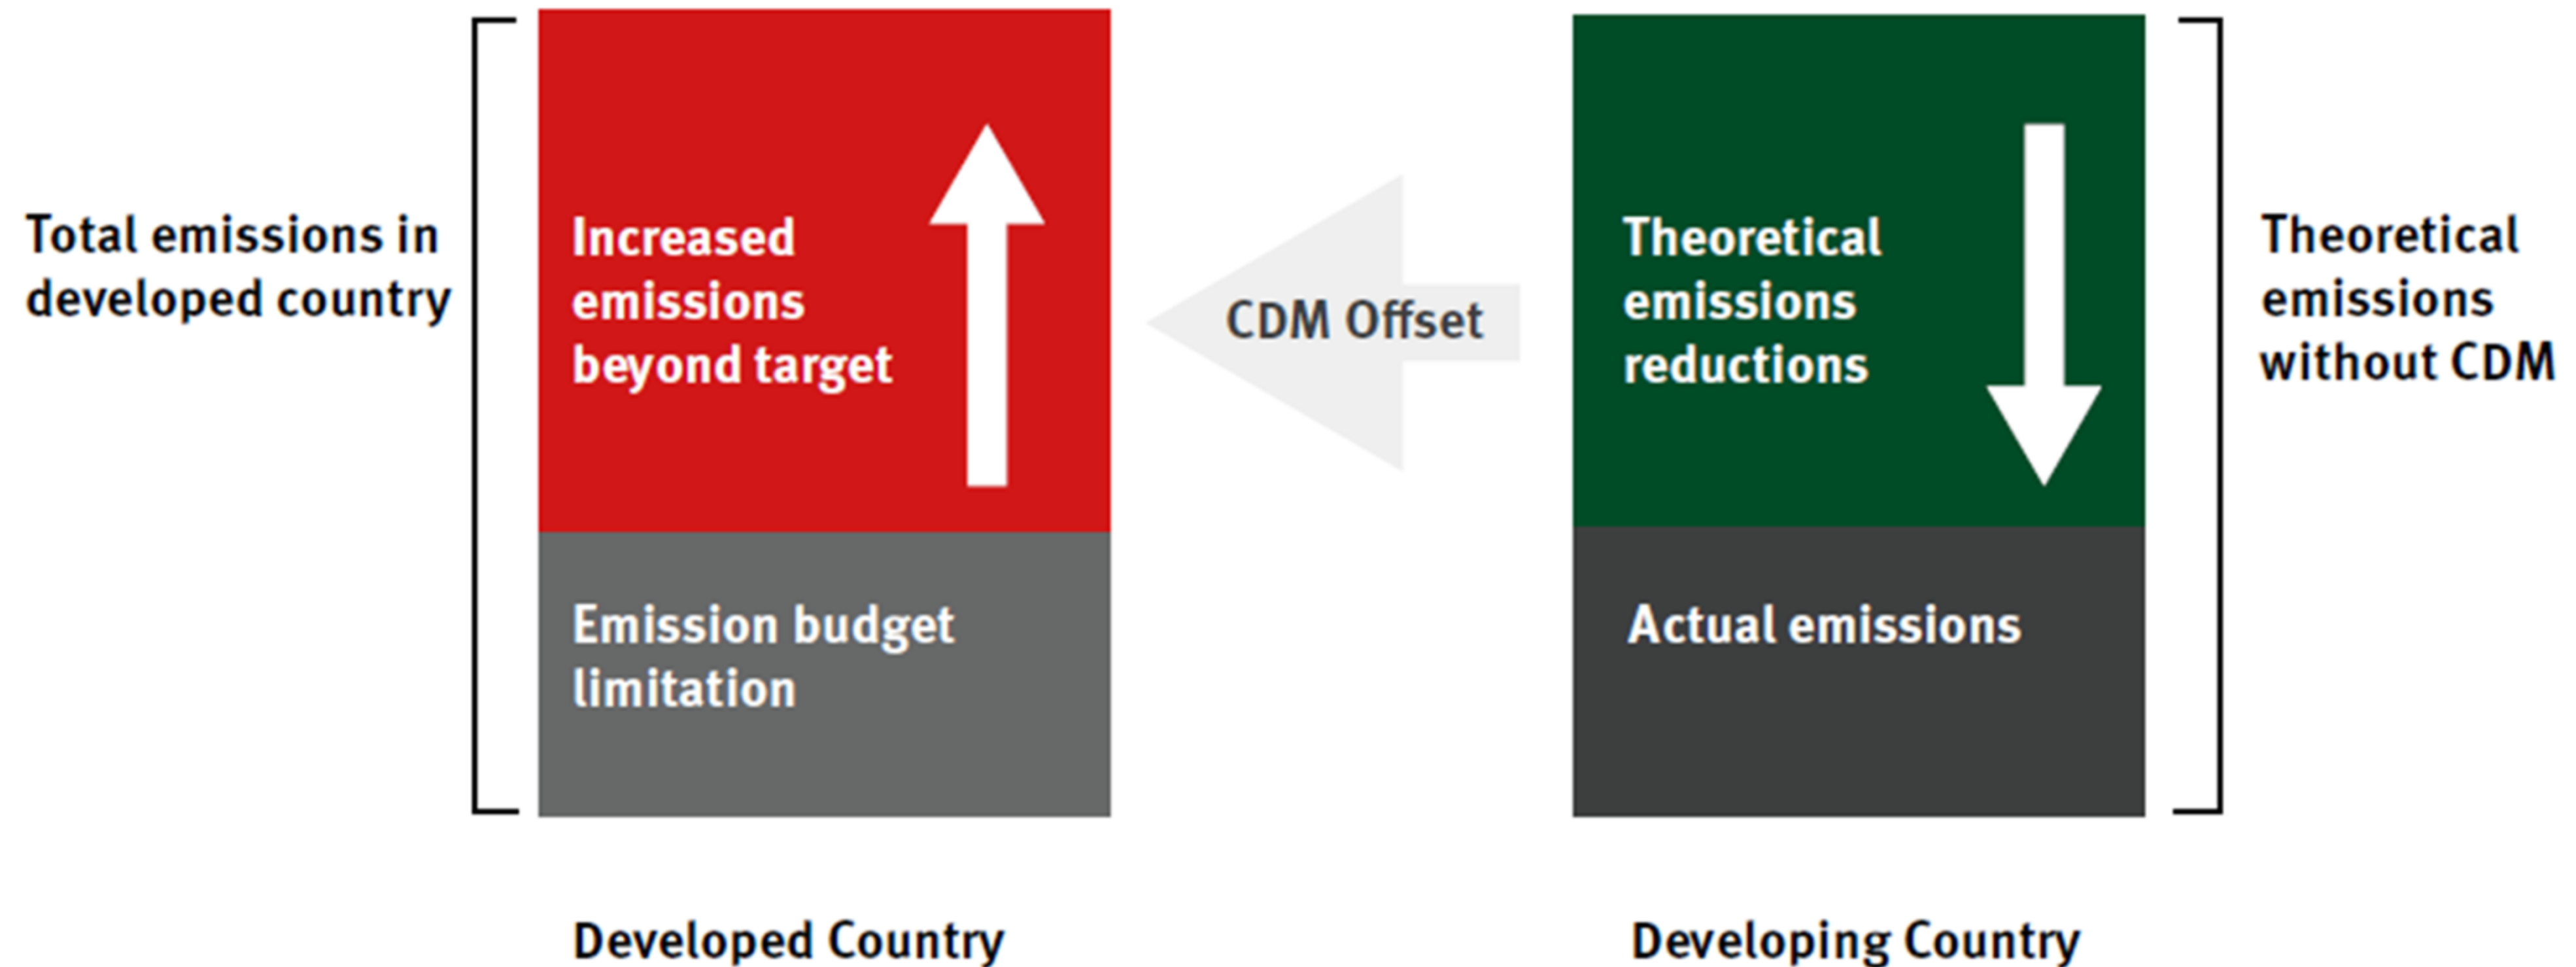 Total emissions in
developed country
Increased
emissions
beyond target
Emission budget
limitation
CDM Offset
Theoretical
emissions
reductions
Actual emissions
Theoretical
emissions
without CDM
Developed Country
Developing Country